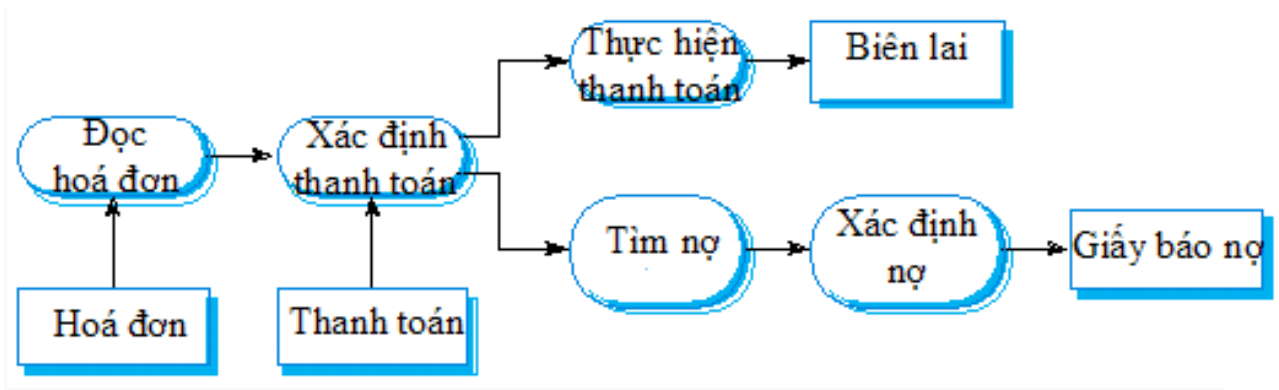 Thực hiện
thanh toán
Biên lai
Đọc
hoá đơn
Xác định
thanh toán
Tìm nợ
Xác định
nợ
Giấy báo nợ
Hoá đơn
Thanh toán